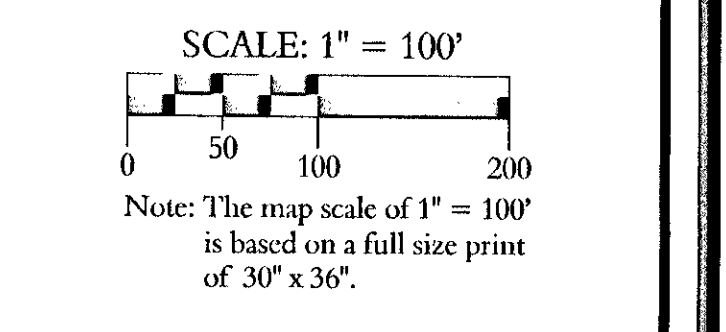 SCALE: 1" = 100'
0 50 100 200
Note: The map scale of 1" = 100'
is based on a full size print
of 30" x 36".